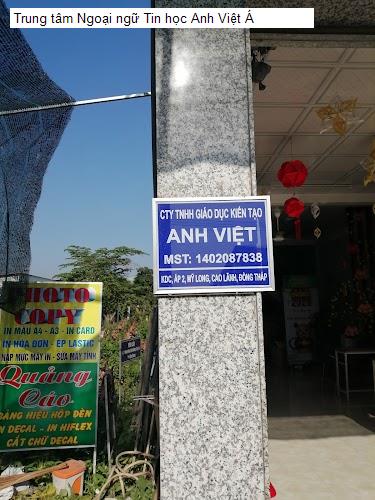 Trung tâm Ngoại ngữ Tin học Anh Việt Á
CTY TNHH GIÁO DỤC KIẾN TẠO
ANH VIỆT
MST: 1402087838
KDC, ẤP 2, MỸ LONG, CAO LÃNH, ĐỒNG THÁP
PHOTO
COPY
IN MÀU A4 - A3 - IN CARD
IN HÓA ĐƠN - ÉP LASTIC
NẠP MỰC MÁY IN - SỬA MÁY TÍNH
Quảng
Cáo
BẢNG HIỆU HỘP ĐÈN
IN DECAL - IN HIFLEX
CẮT CHỮ DECAL